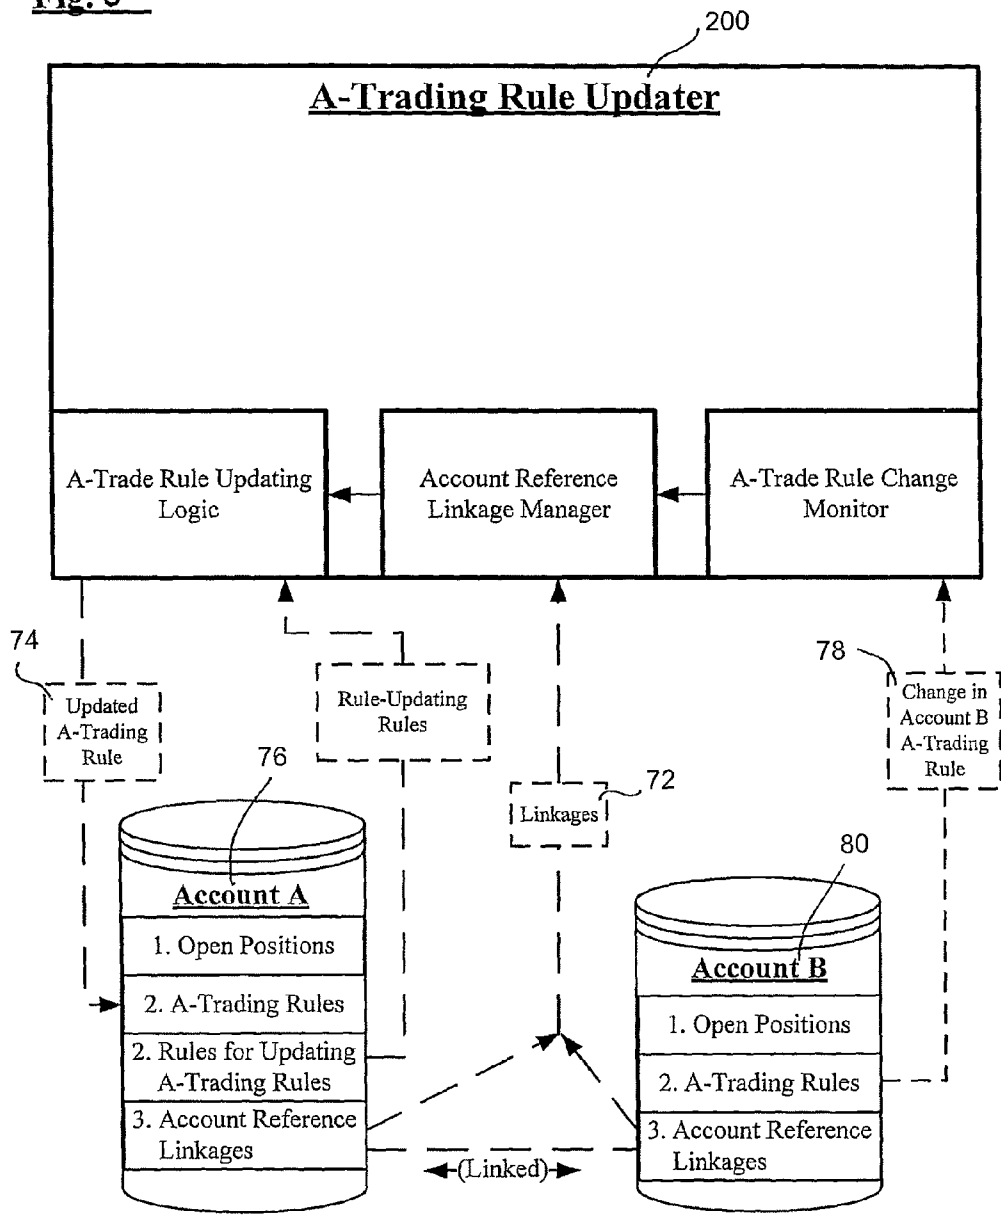 200
A-Trading Rule Updater
A-Trade Rule Updating
Logic
Account Reference
Linkage Manager
A-Trade Rule Change
Monitor
74
Updated
A-Trading
Rule
Rule-Updating
Rules
72
Linkages
78
Change in
Account B
A-Trading
Rule
76
Account A
1. Open Positions
2. A-Trading Rules
2. Rules for Updating
A-Trading Rules
3. Account Reference
Linkages
(Linked)
80
Account B
1. Open Positions
2. A-Trading Rules
3. Account Reference
Linkages